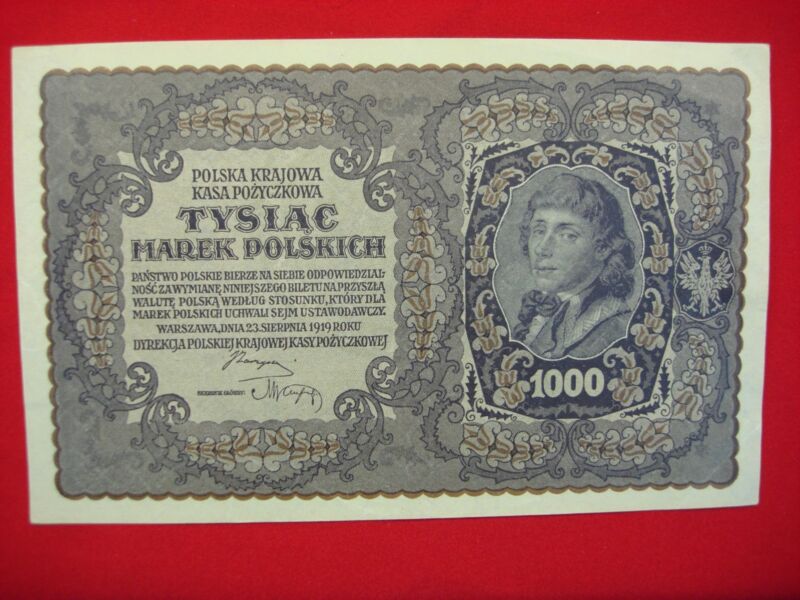 POLSKA KRAJOWA
KASA POŻYCZKOWA
TYSIĄC
MAREK POLSKICH
PAŃSTWO POLSKIE BIERZE NA SIEBIE ODPOWIEDZIAL
NOŚĆ ZA WYMIANĘ NINIEJSZEGO BILETU NA PRZYSZŁĄ
WALUTĘ POLSKĄ WEDŁUG STOSUNKU, KTÓRY DLA
MAREK POLSKICH UCHWALI SEJM USTAWODAWCZY.
WARSZAWA, DNIA 23. SIERPNIA 1919 ROKU
DYREKCJA POLSKIEJ KRAJOWEJ KASY POŻYCZKOWEJ
SKARBNIK GŁÓWNY:
1000